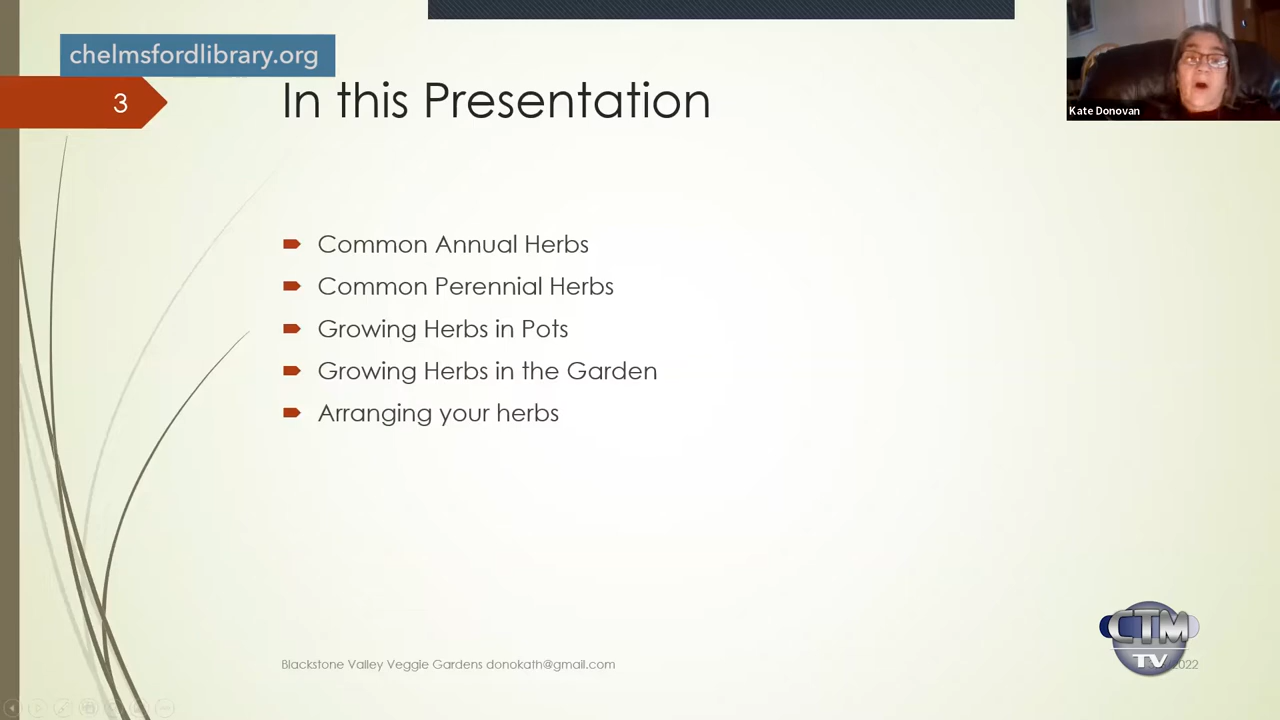 chelmsfordlibrary.org
3
In this Presentation
Kate Donovan
Common Annual Herbs
Common Perennial Herbs
Growing Herbs in Pots
Growing Herbs in the Garden
Arranging your herbs
Blackstone Valley Veggie Gardens donokath@gmail.com
CTM
TV
2022